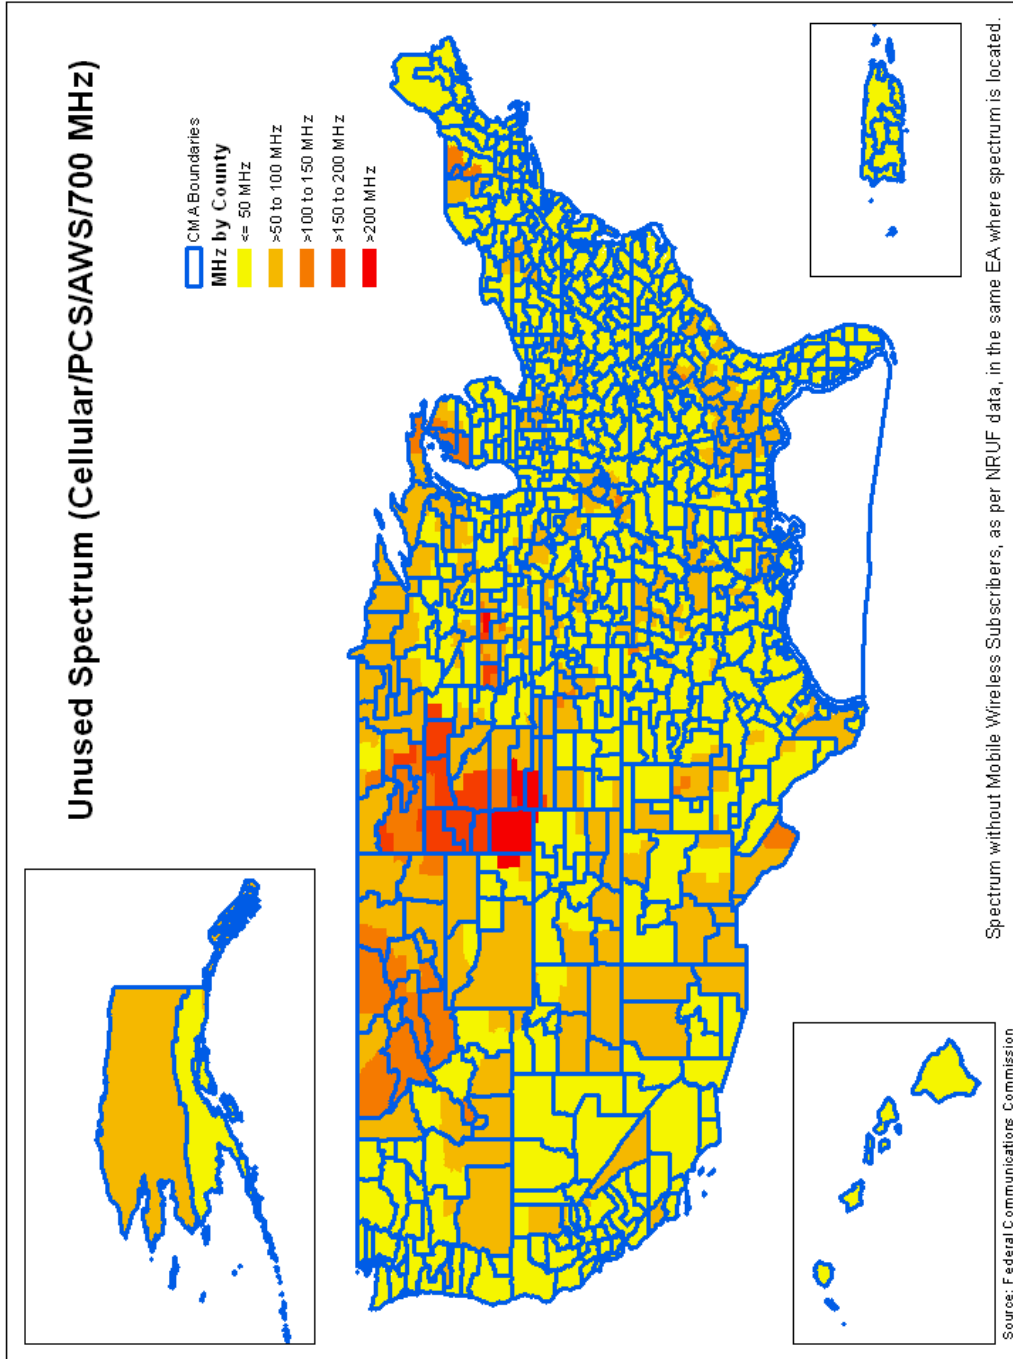 Unused Spectrum (Cellular/PCS/AWS/700 MHz)
CMA Boundaries
MHz by County
<= 50 MHz
>50 to 100 MHz
>100 to 150 MHz
>150 to 200 MHz
>200 MHz
Spectrum without Mobile Wireless Subscribers, as per NRUF data, in the same EA where spectrum is located.
Source: Federal Communications Commission